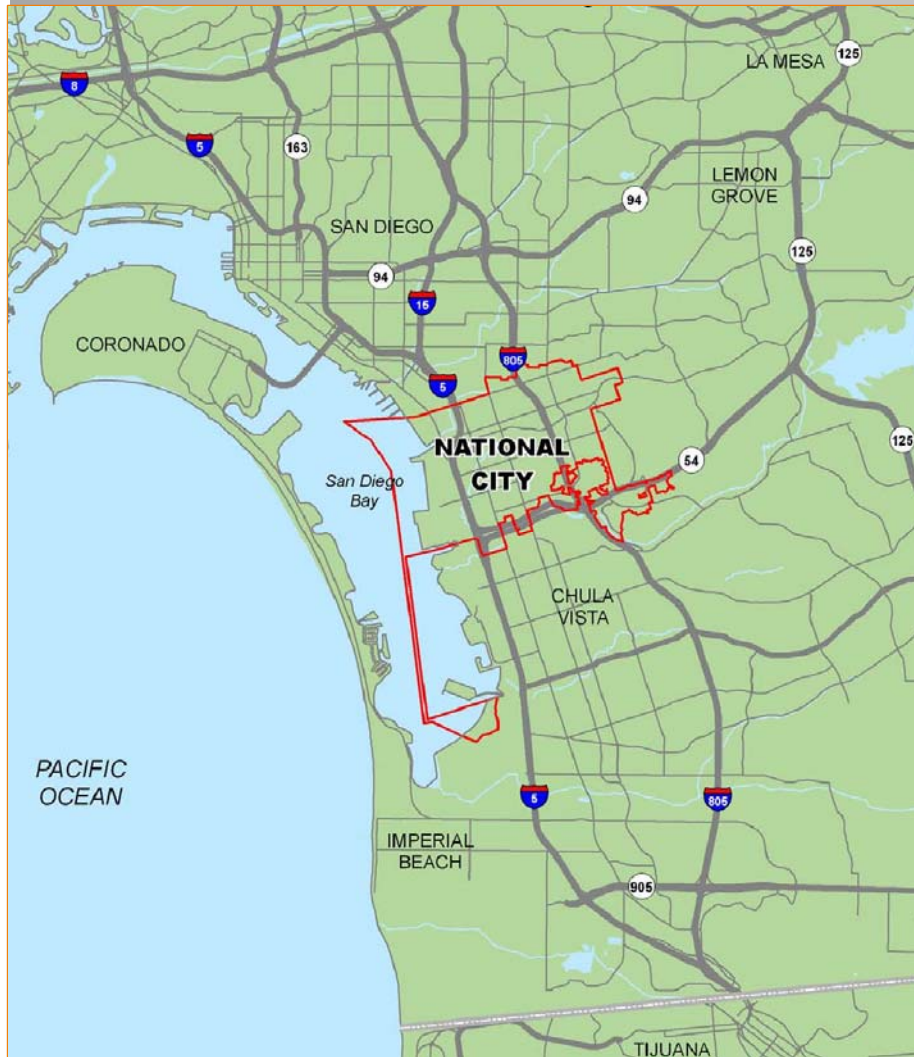 125
LA MESA
8
5
163
LEMON
GROVE
94
SAN DIEGO
125
94
15
CORONADO
805
5
NATIONAL
CITY
125
54
San Diego
Bay
CHULA
VISTA
PACIFIC
OCEAN
5
805
IMPERIAL
BEACH
905
TIJUANA